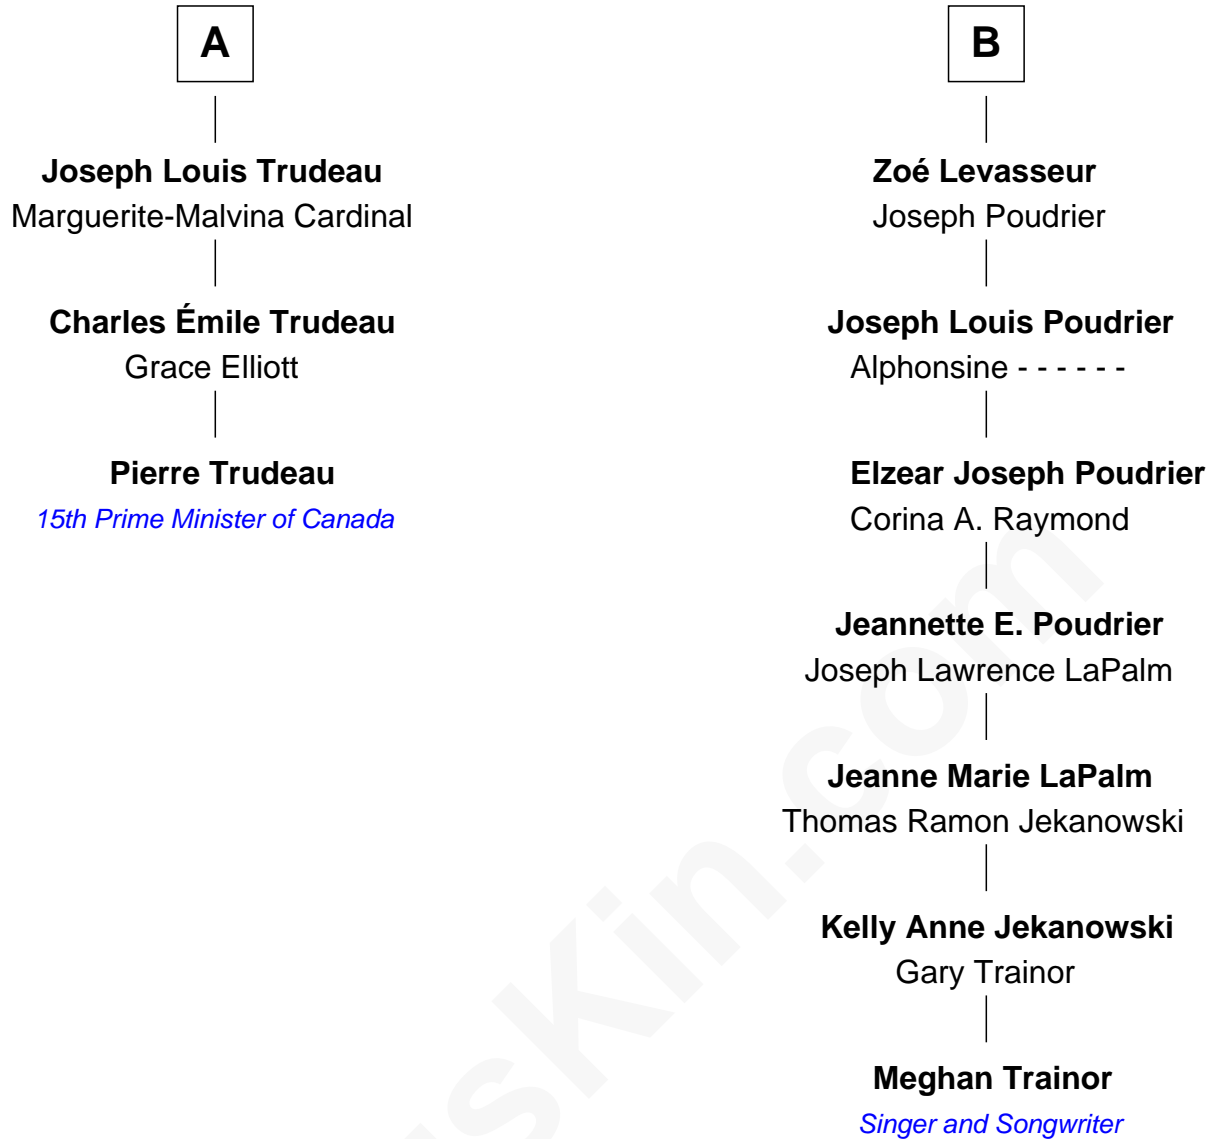 A
Joseph Louis Trudeau
Marguerite-Malvina Cardinal
Charles Émile Trudeau
Grace Elliott
Pierre Trudeau
15th Prime Minister of Canada
B
Zoé Levasseur
Joseph Poudrier
Joseph Louis Poudrier
Alphonsine - - - - - -
Elzear Joseph Poudrier
Corina A. Raymond
Jeannette E. Poudrier
Joseph Lawrence LaPalm
Jeanne Marie LaPalm
Thomas Ramon Jekanowski
Kelly Anne Jekanowski
Gary Trainor
Meghan Trainor
Singer and Songwriter
sKin.com